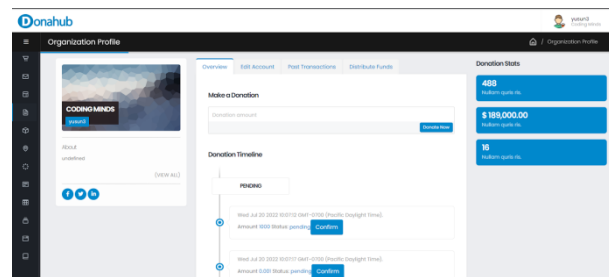 Donahub
yusunii
Coding Minds
Organization Profile
/ Organization Profile
CODING MINDS
yusunii
About
undefined
(VIEW ALL)
Overview
Edit Account
Past Transactions
Distribute Funds
Make a Donation
Donation Amount
Donate Now
Donation Timeline
PENDING
Wed Jul 20 2022 10:07:12 GMT-0700 (Pacific Daylight Time).
Amount 1000 Status: pending Confirm
Wed Jul 20 2022 10:07:17 GMT-0700 (Pacific Daylight Time).
Amount 0.001 Status: pending Confirm
Donation Stats
488
Nullam quis ris.
$ 189,000.00
Nullam quis ris.
16
Nullam quis ris.